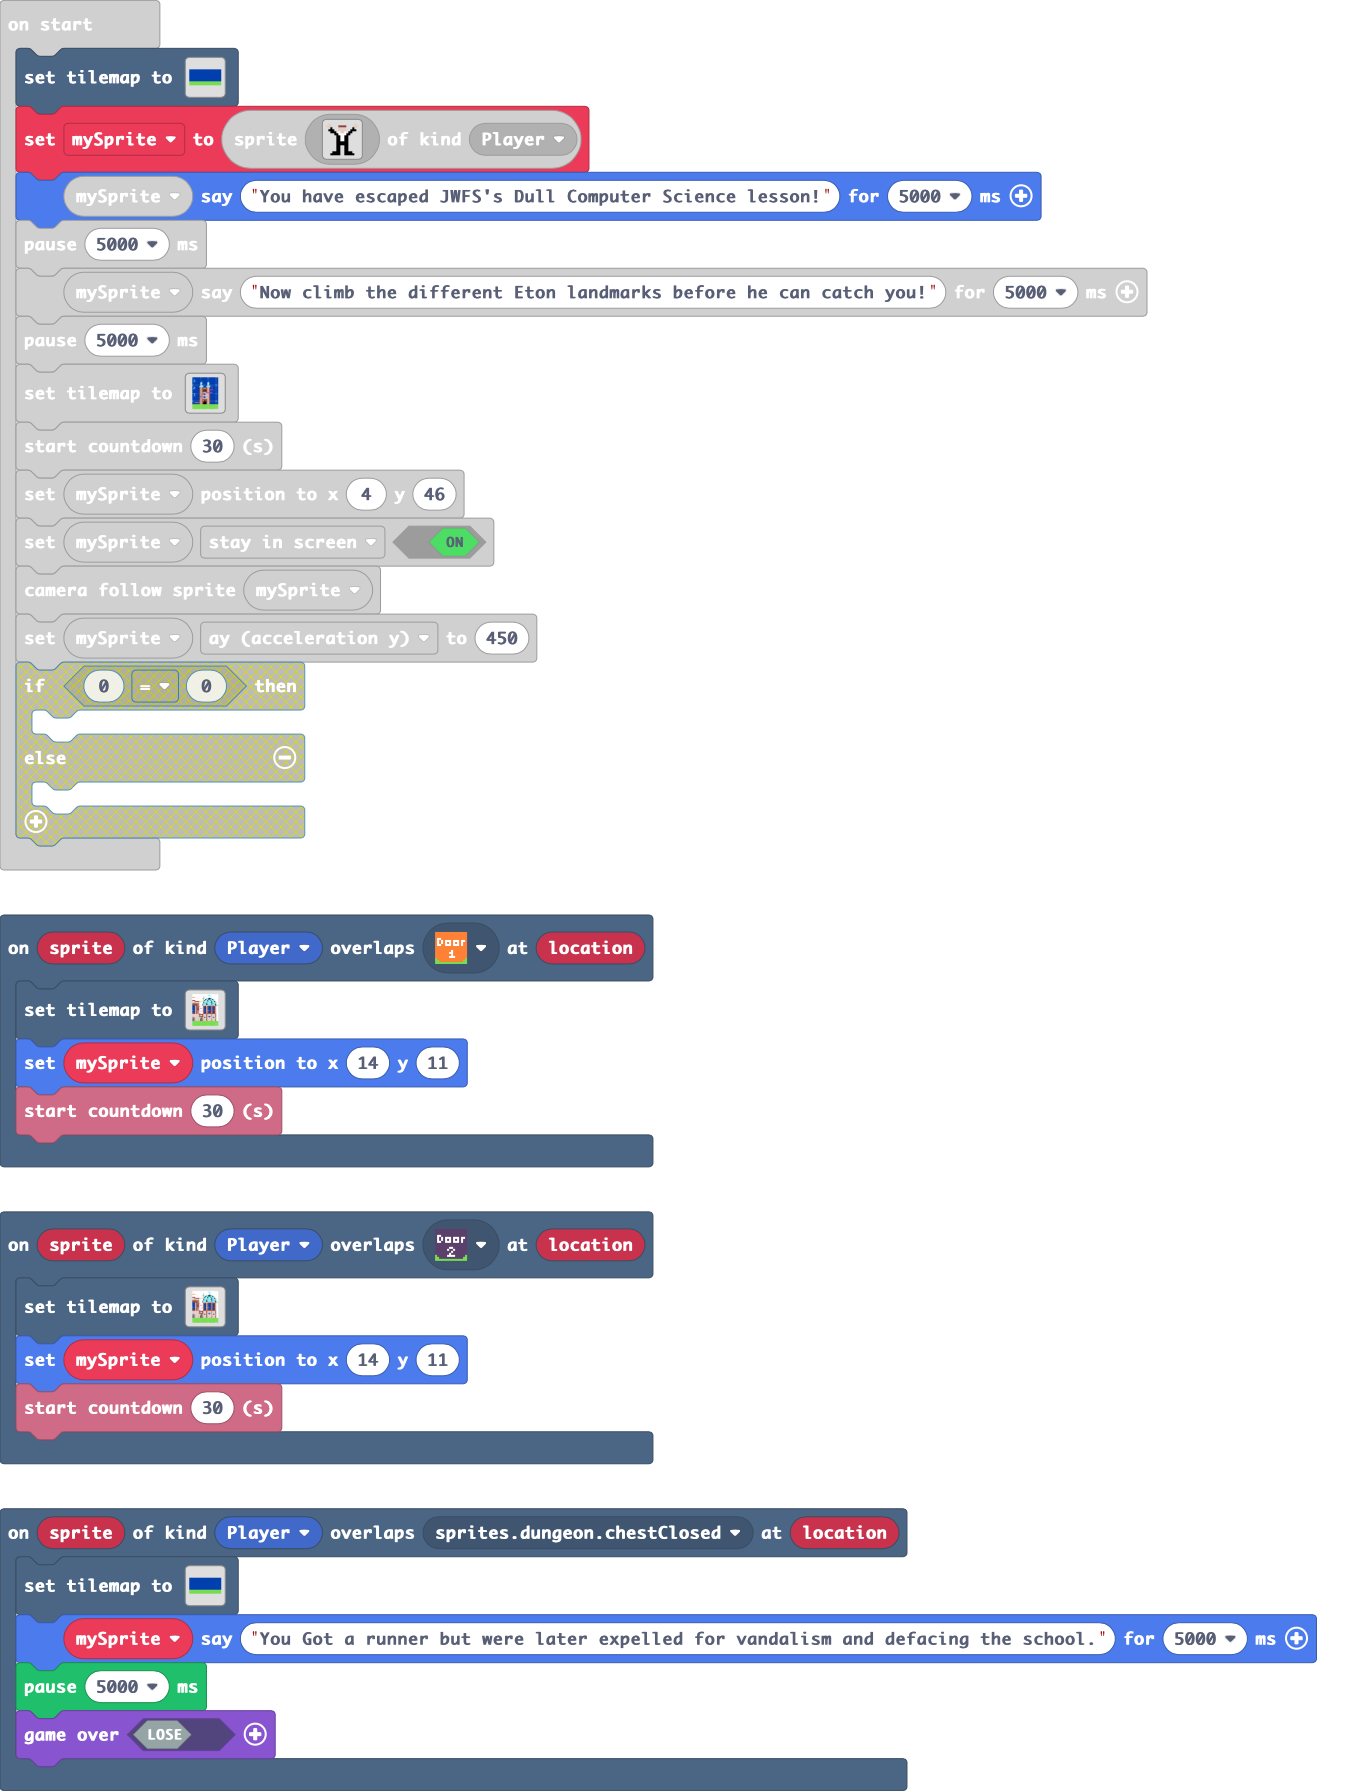 on start
set tilemap to
set mySprite to sprite of kind Player
mySprite say "You have escaped JWFS's Dull Computer Science lesson!" for 5000 ms
pause 5000 ms
mySprite say "Now climb the different Eton landmarks before he can catch you!" for 5000 ms
pause 5000 ms
set tilemap to
start countdown 30 (s)
set mySprite position to x 4 y 46
set mySprite stay in screen ON
camera follow sprite mySprite
set mySprite ay (acceleration y) to 450
if 0 = 0 then
else
on sprite of kind Player overlaps Door 1 at location
set tilemap to
set mySprite position to x 14 y 11
start countdown 30 (s)
on sprite of kind Player overlaps Door 2 at location
set tilemap to
set mySprite position to x 14 y 11
start countdown 30 (s)
on sprite of kind Player overlaps sprites.dungeon.chestClosed at location
set tilemap to
mySprite say "You Got a runner but were later expelled for vandalism and defacing the school." for 5000 ms
pause 5000 ms
game over LOSE